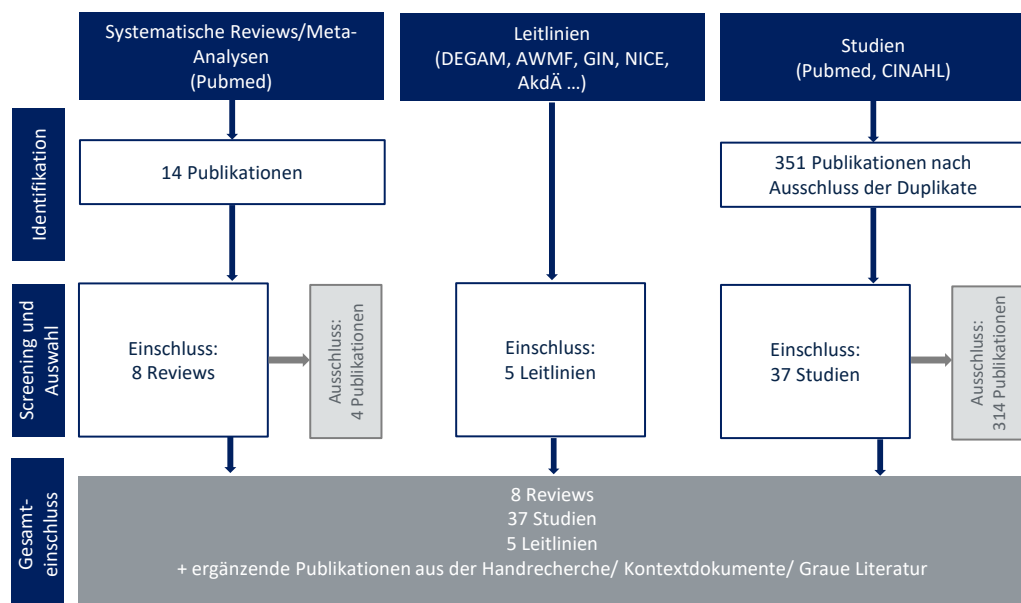 Systematische Reviews/Meta-
Analysen
(Pubmed)
Leitlinien
(DEGAM, AWMF, GIN, NICE,
AkdÄ ...)
Studien
(Pubmed, CINAHL)
Identifikation
14 Publikationen
351 Publikationen nach
Ausschluss der Duplikate
Screening und
Auswahl
Einschluss:
8 Reviews
Ausschluss:
4 Publikationen
Einschluss:
5 Leitlinien
Einschluss:
37 Studien
Ausschluss:
314 Publikationen
Gesamt-
einschluss
8 Reviews
37 Studien
5 Leitlinien
+ ergänzende Publikationen aus der Handrecherche/ Kontextdokumente/ Graue Literatur